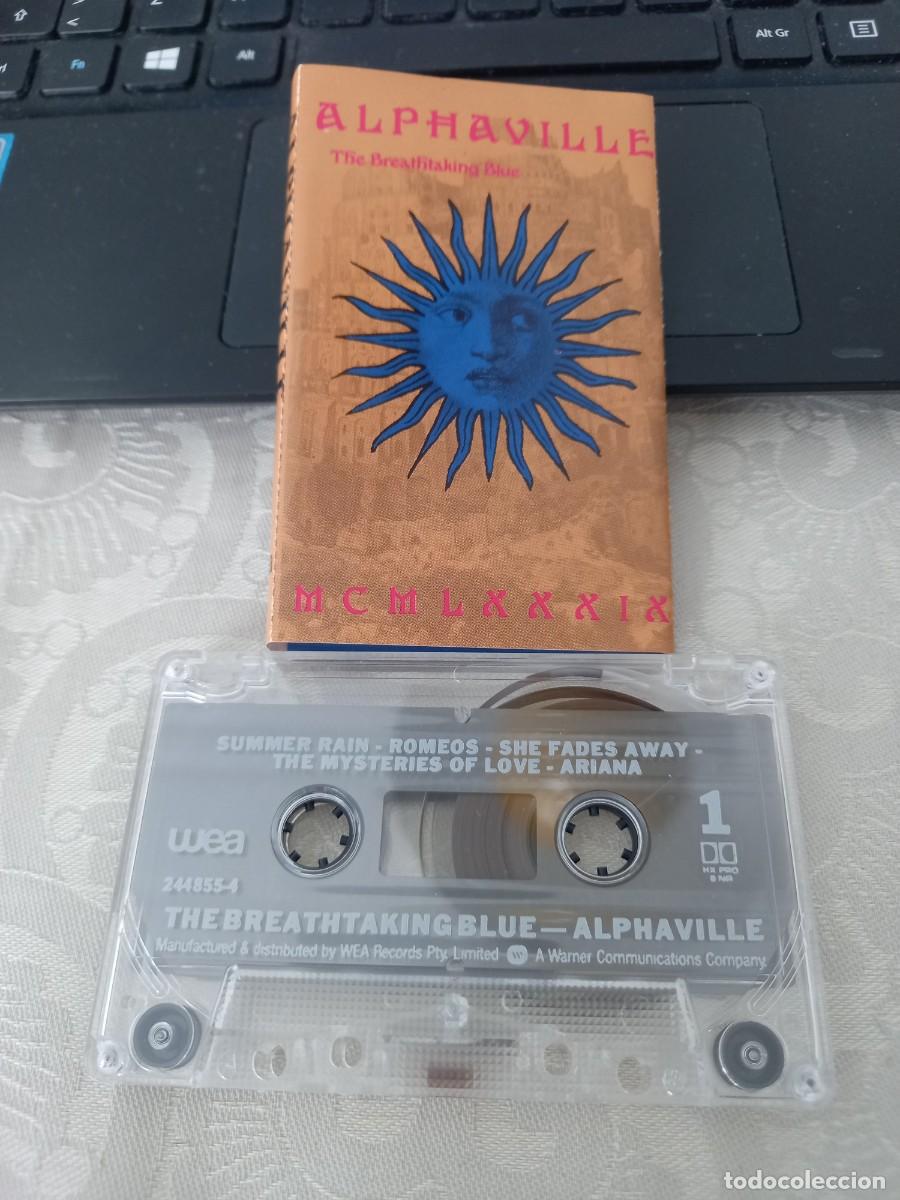 Fn
Alt
Alt Gr
ALPHAVILLE
The Breathtaking Blue
MCMLXXXIX
SUMMER RAIN - ROMEOS - SHE FADES AWAY -
THE MYSTERIES OF LOVE - ARIANA
wea
1
HX PRO
B NR
244855-4
THE BREATHTAKING BLUE — ALPHAVILLE
Manufactured & distributed by WEA Records Pty. Limited A Warner Communications Company
todocoleccion